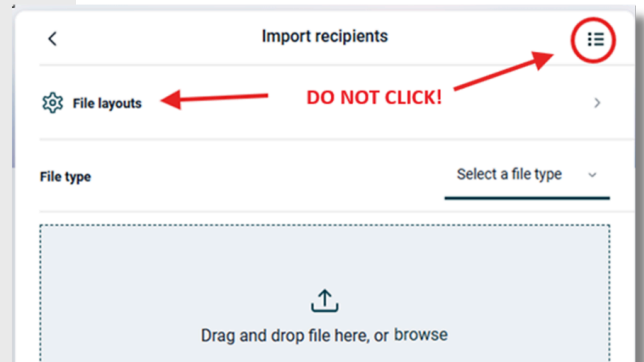 Import recipients
File layouts
DO NOT CLICK!
File type
Select a file type
Drag and drop file here, or browse